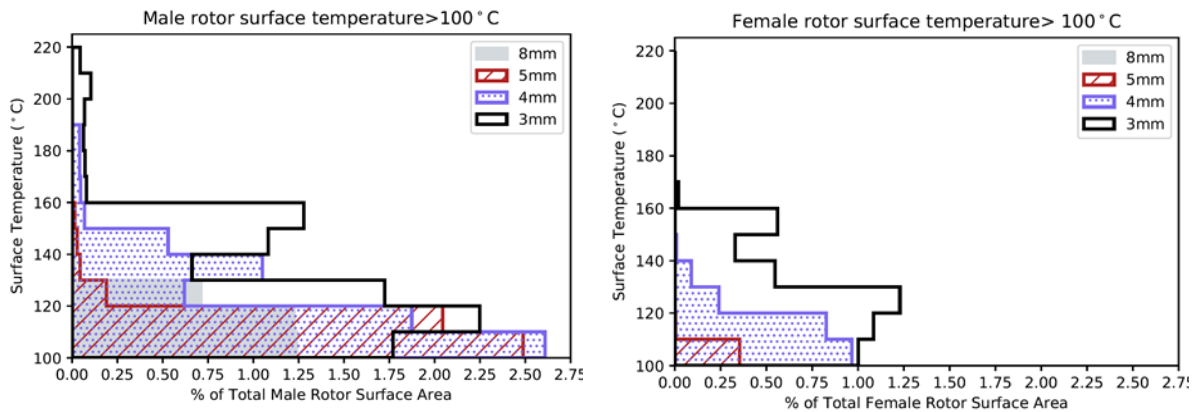 Male rotor surface temperature>100°C
220
200
180
160
140
120
100
Surface Temperature (°C)
8mm
5mm
4mm
3mm
0.00 0.25 0.50 0.75 1.00 1.25 1.50 1.75 2.00 2.25 2.50 2.75
% of Total Male Rotor Surface Area
Female rotor surface temperature> 100°C
220
200
180
160
140
120
100
Surface Temperature (°C)
8mm
5mm
4mm
3mm
0.00 0.25 0.50 0.75 1.00 1.25 1.50 1.75 2.00 2.25 2.50 2.75
% of Total Female Rotor Surface Area